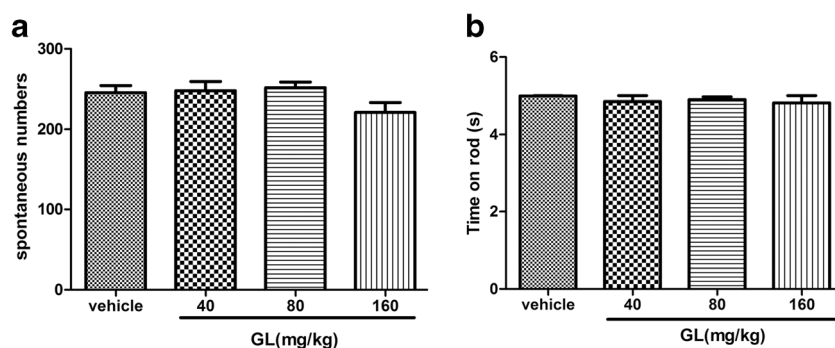 a
spontaneous numbers
300
200
100
0
vehicle
40
80
160
GL(mg/kg)
b
Time on rod (s)
6
4
2
0
vehicle
40
80
160
GL(mg/kg)